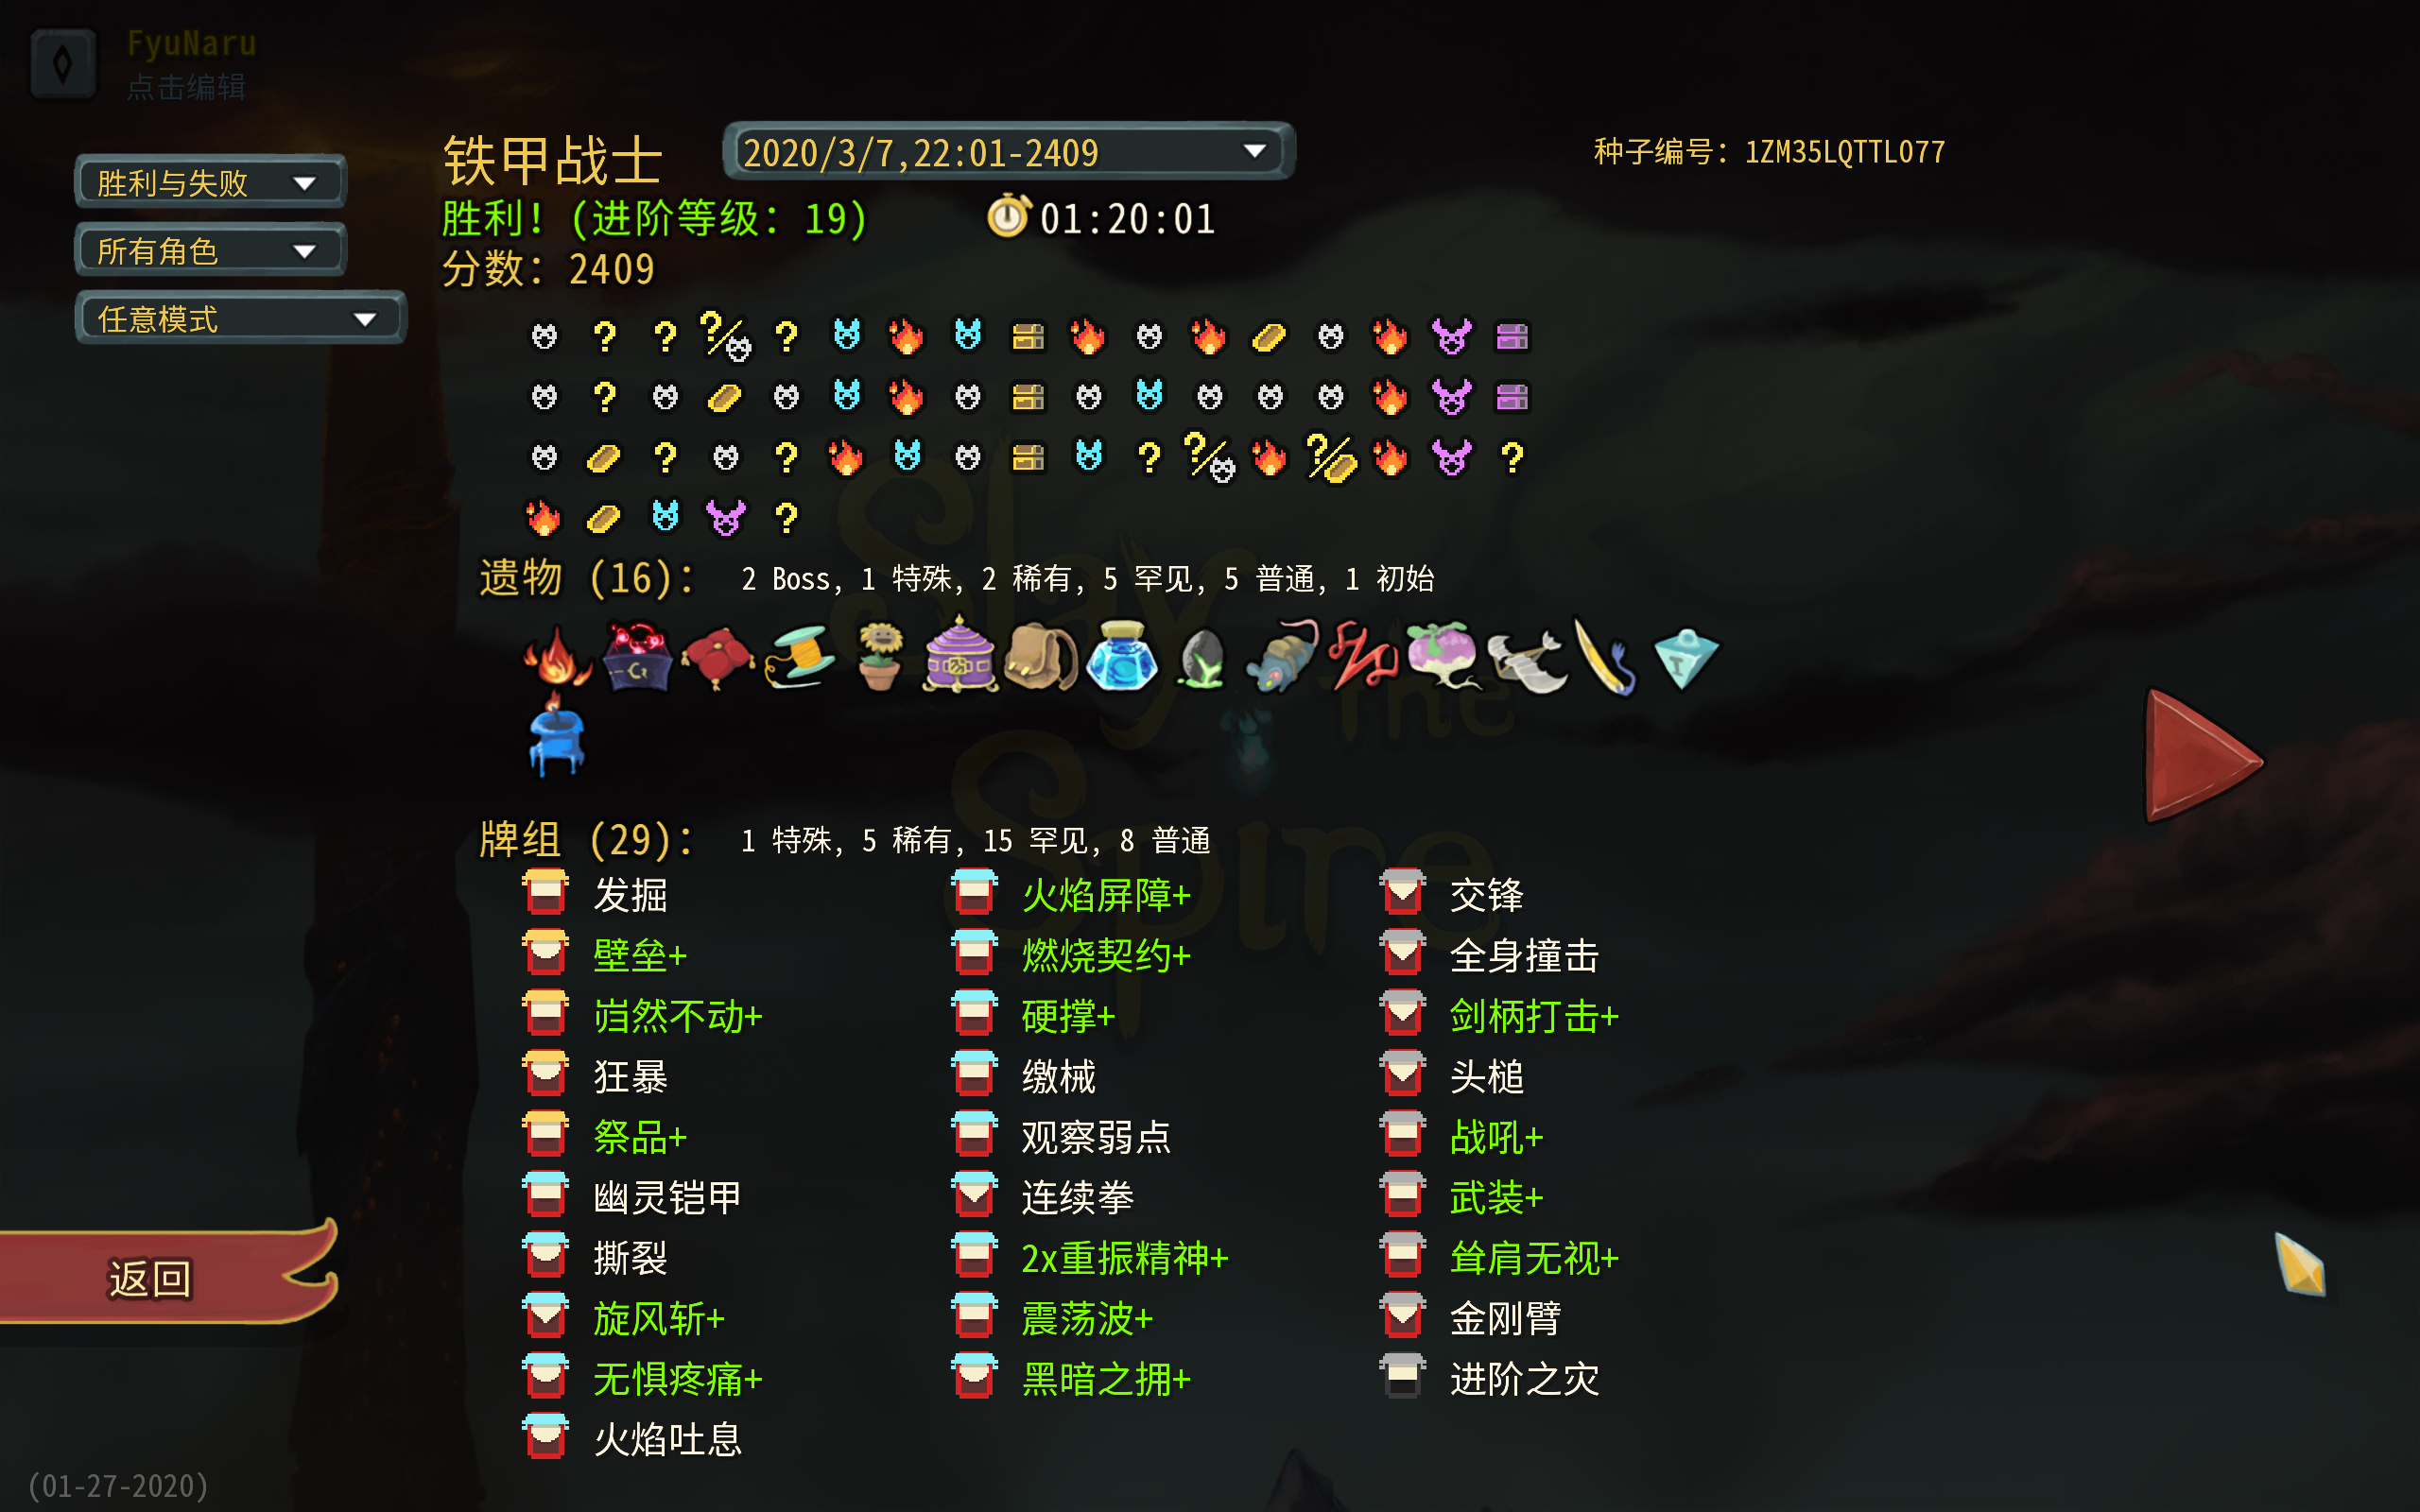 FyuNaru
点击编辑
胜利与失败
所有角色
任意模式
铁甲战士
2020/3/7,22:01-2409
种子编号: 1ZM35LQTTL077
胜利! (进阶等级: 19)
01:20:01
分数: 2409
遗物 (16): 2 Boss, 1 特殊, 2 稀有, 5 罕见, 5 普通, 1 初始
Slay
The
Spire
牌组 (29): 1 特殊, 5 稀有, 15 罕见, 8 普通
发掘
壁垒+
岿然不动+
狂暴
祭品+
幽灵铠甲
撕裂
旋风斩+
无惧疼痛+
火焰吐息
火焰屏障+
燃烧契约+
硬撑+
缴械
观察弱点
连续拳
2x重振精神+
震荡波+
黑暗之拥+
交锋
全身撞击
剑柄打击+
头槌
战吼+
武装+
耸肩无视+
金刚臂
进阶之灾
返回
(01-27-2020)